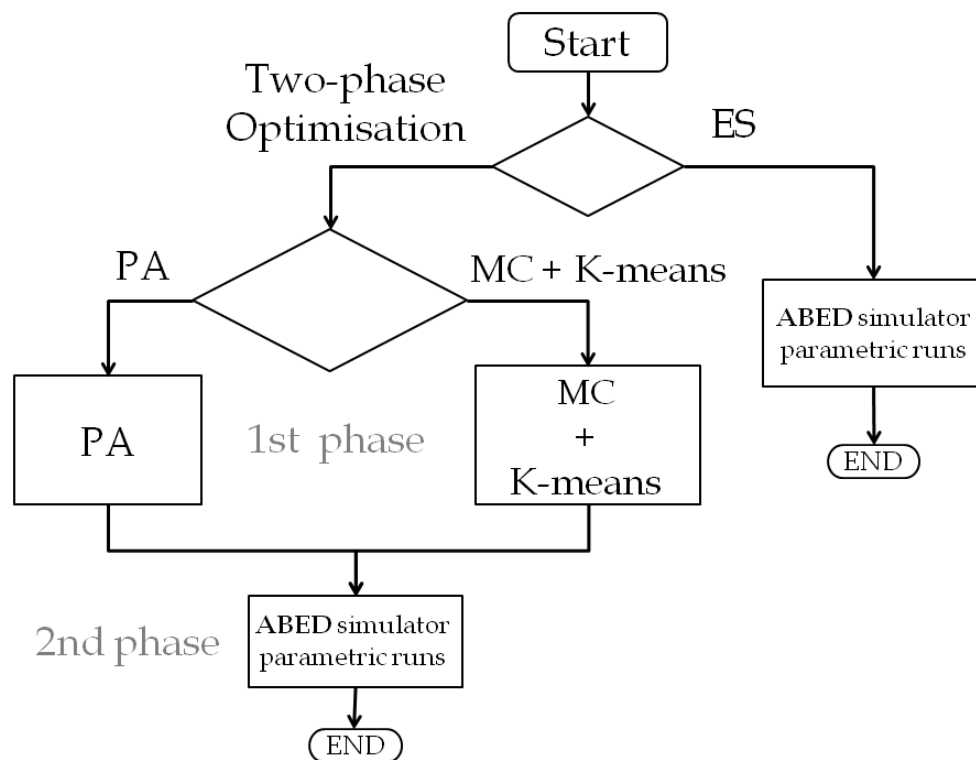 Start
Two-phase
Optimisation
ES
PA
MC + K-means
ABED simulator
parametric runs
PA
1st phase
MC
+
K-means
END
2nd phase
ABED simulator
parametric runs
END